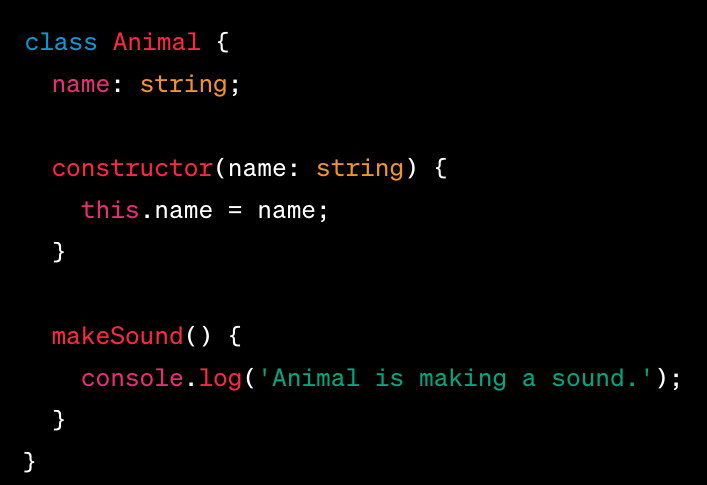 class Animal {
  name: string;

  constructor(name: string) {
    this.name = name;
  }

  makeSound() {
    console.log('Animal is making a sound.');
  }
}